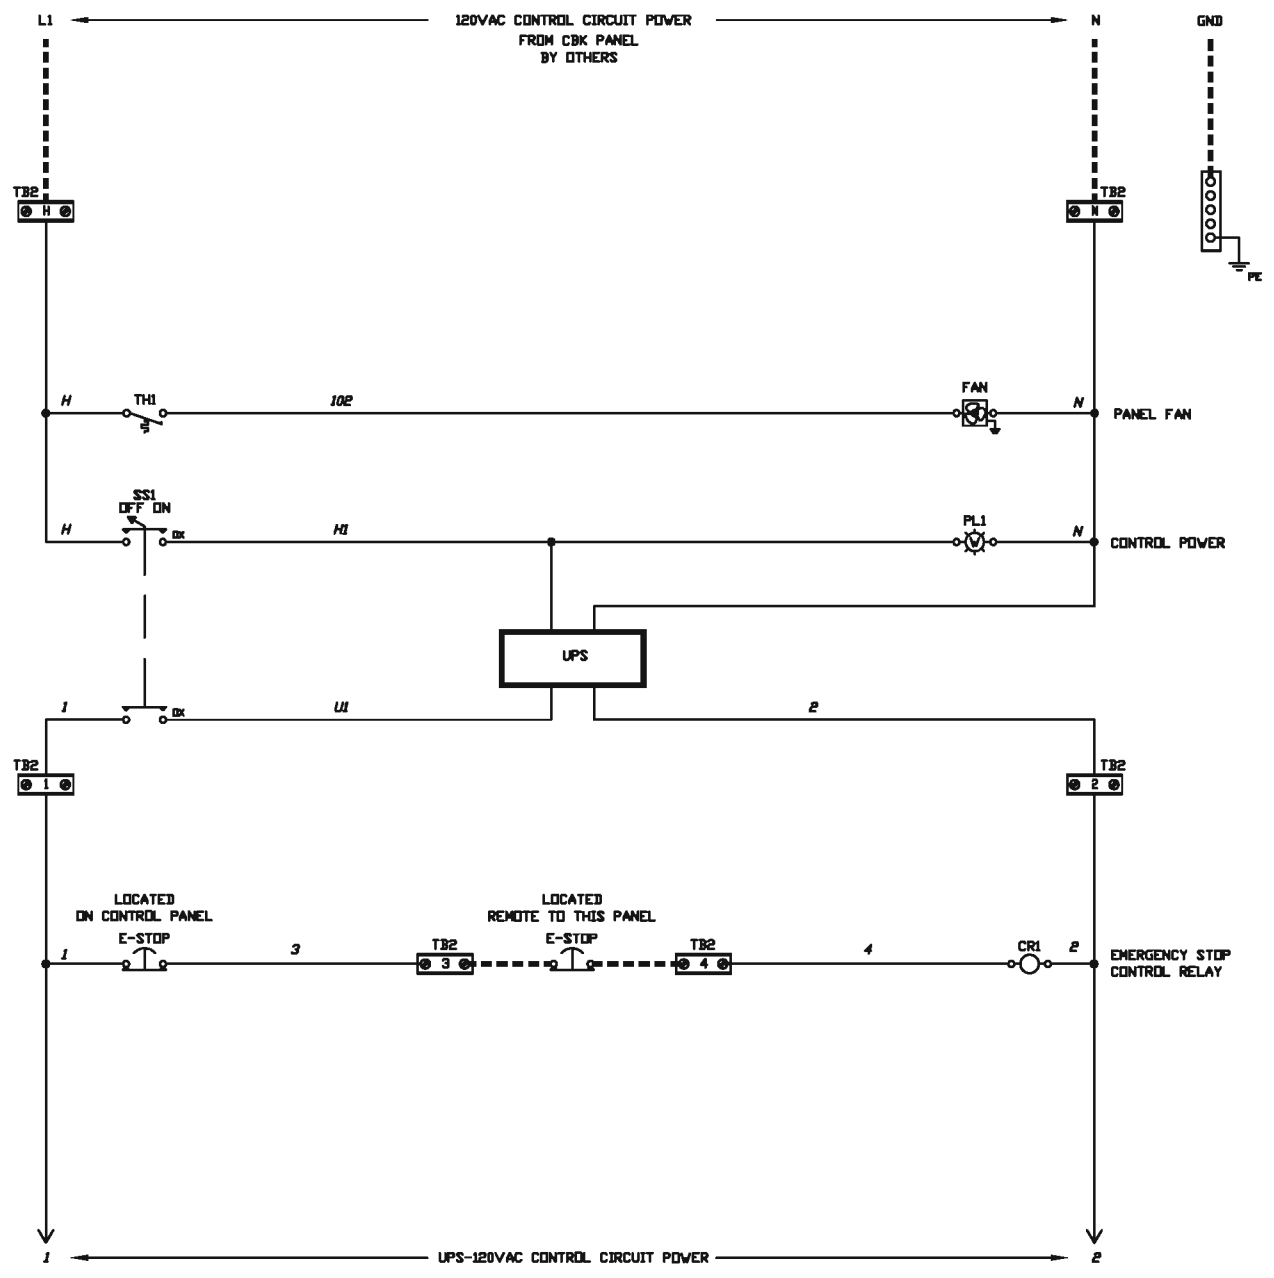 L1 120VAC CONTROL CIRCUIT POWER N GND
FROM CBK PANEL
BY OTHERS
TB2 TB2
H N
PE
H TH1 102 FAN N PANEL FAN
SS1
OFF ON
H OX H1 PL1 W N CONTROL POWER
UPS
1 OX U1 2
TB2 TB2
1 2
LOCATED LOCATED
ON CONTROL PANEL REMOTE TO THIS PANEL
E-STOP TB2 E-STOP TB2 CR1
1 3 3 4 4 2 EMERGENCY STOP
CONTROL RELAY
1 UPS-120VAC CONTROL CIRCUIT POWER 2